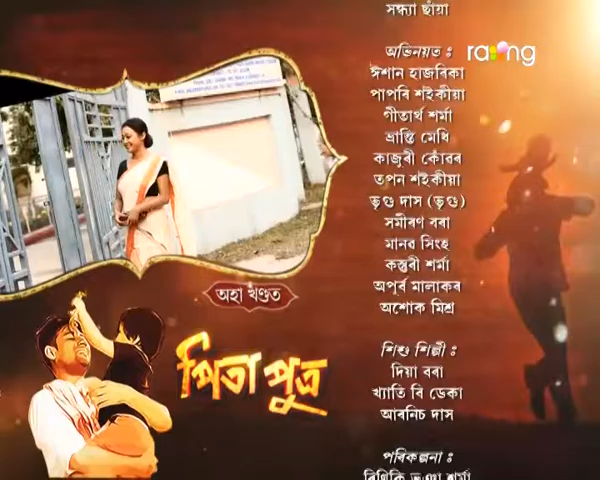 সন্ধ্যা ছাঁয়া
অভিনয়ত :
rang
ঈশান হাজৰিকা
পাপৰি শইকীয়া
গীতাৰ্থ শৰ্মা
ভ্ৰান্তি মেধি
কাজুৰী কোঁৱৰ
তপন শইকীয়া
ভৃগু দাস (ভৃগু)
সমীৰণ বৰা
মানৱ সিংহ
কস্তুৰী শৰ্মা
অপূৰ্ব মালাকৰ
অশোক মিশ্ৰ
অহা খণ্ডত
পিতা পুত্ৰ
শিশু শিল্পী :
দিয়া বৰা
খ্যাতি বি ডেকা
আৰনিচ দাস
পৰিকল্পনা :